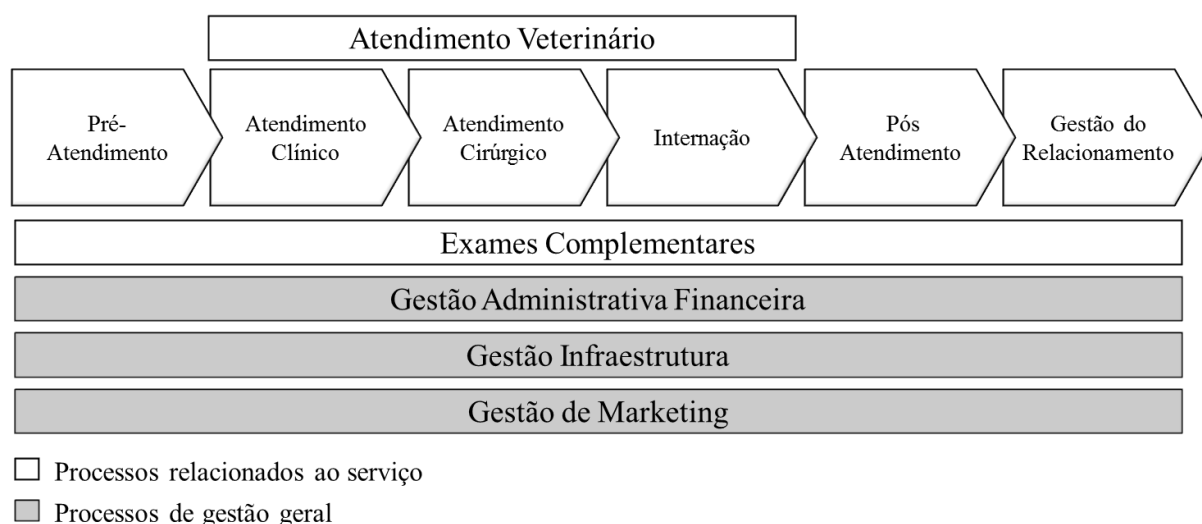 Atendimento Veterinário
Pré-
Atendimento
Atendimento
Clínico
Atendimento
Cirúrgico
Internação
Pós
Atendimento
Gestão do
Relacionamento
Exames Complementares
Gestão Administrativa Financeira
Gestão Infraestrutura
Gestão de Marketing
Processos relacionados ao serviço
Processos de gestão geral